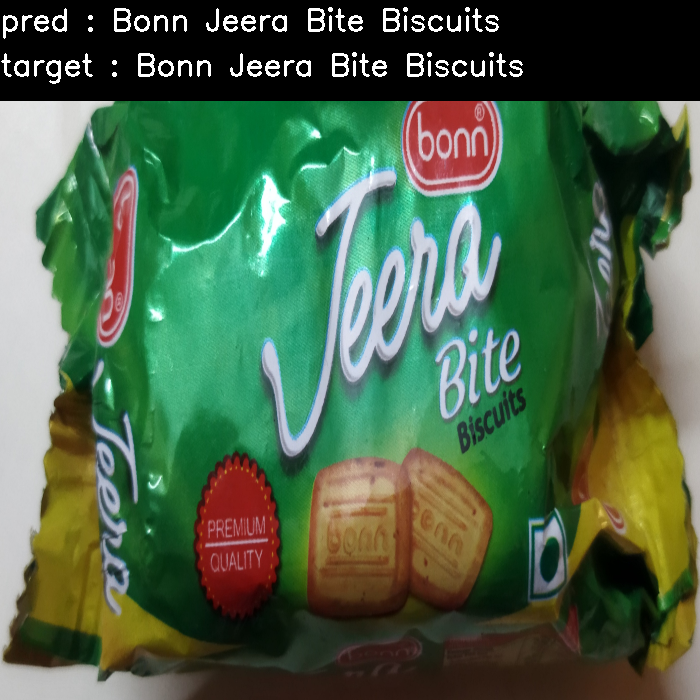 pred : Bonn Jeera Bite Biscuits
target : Bonn Jeera Bite Biscuits
bonn®
Jeera
Bite
Biscuits
PREMIUM
QUALITY
bonn
bonn
Jeera
bonn